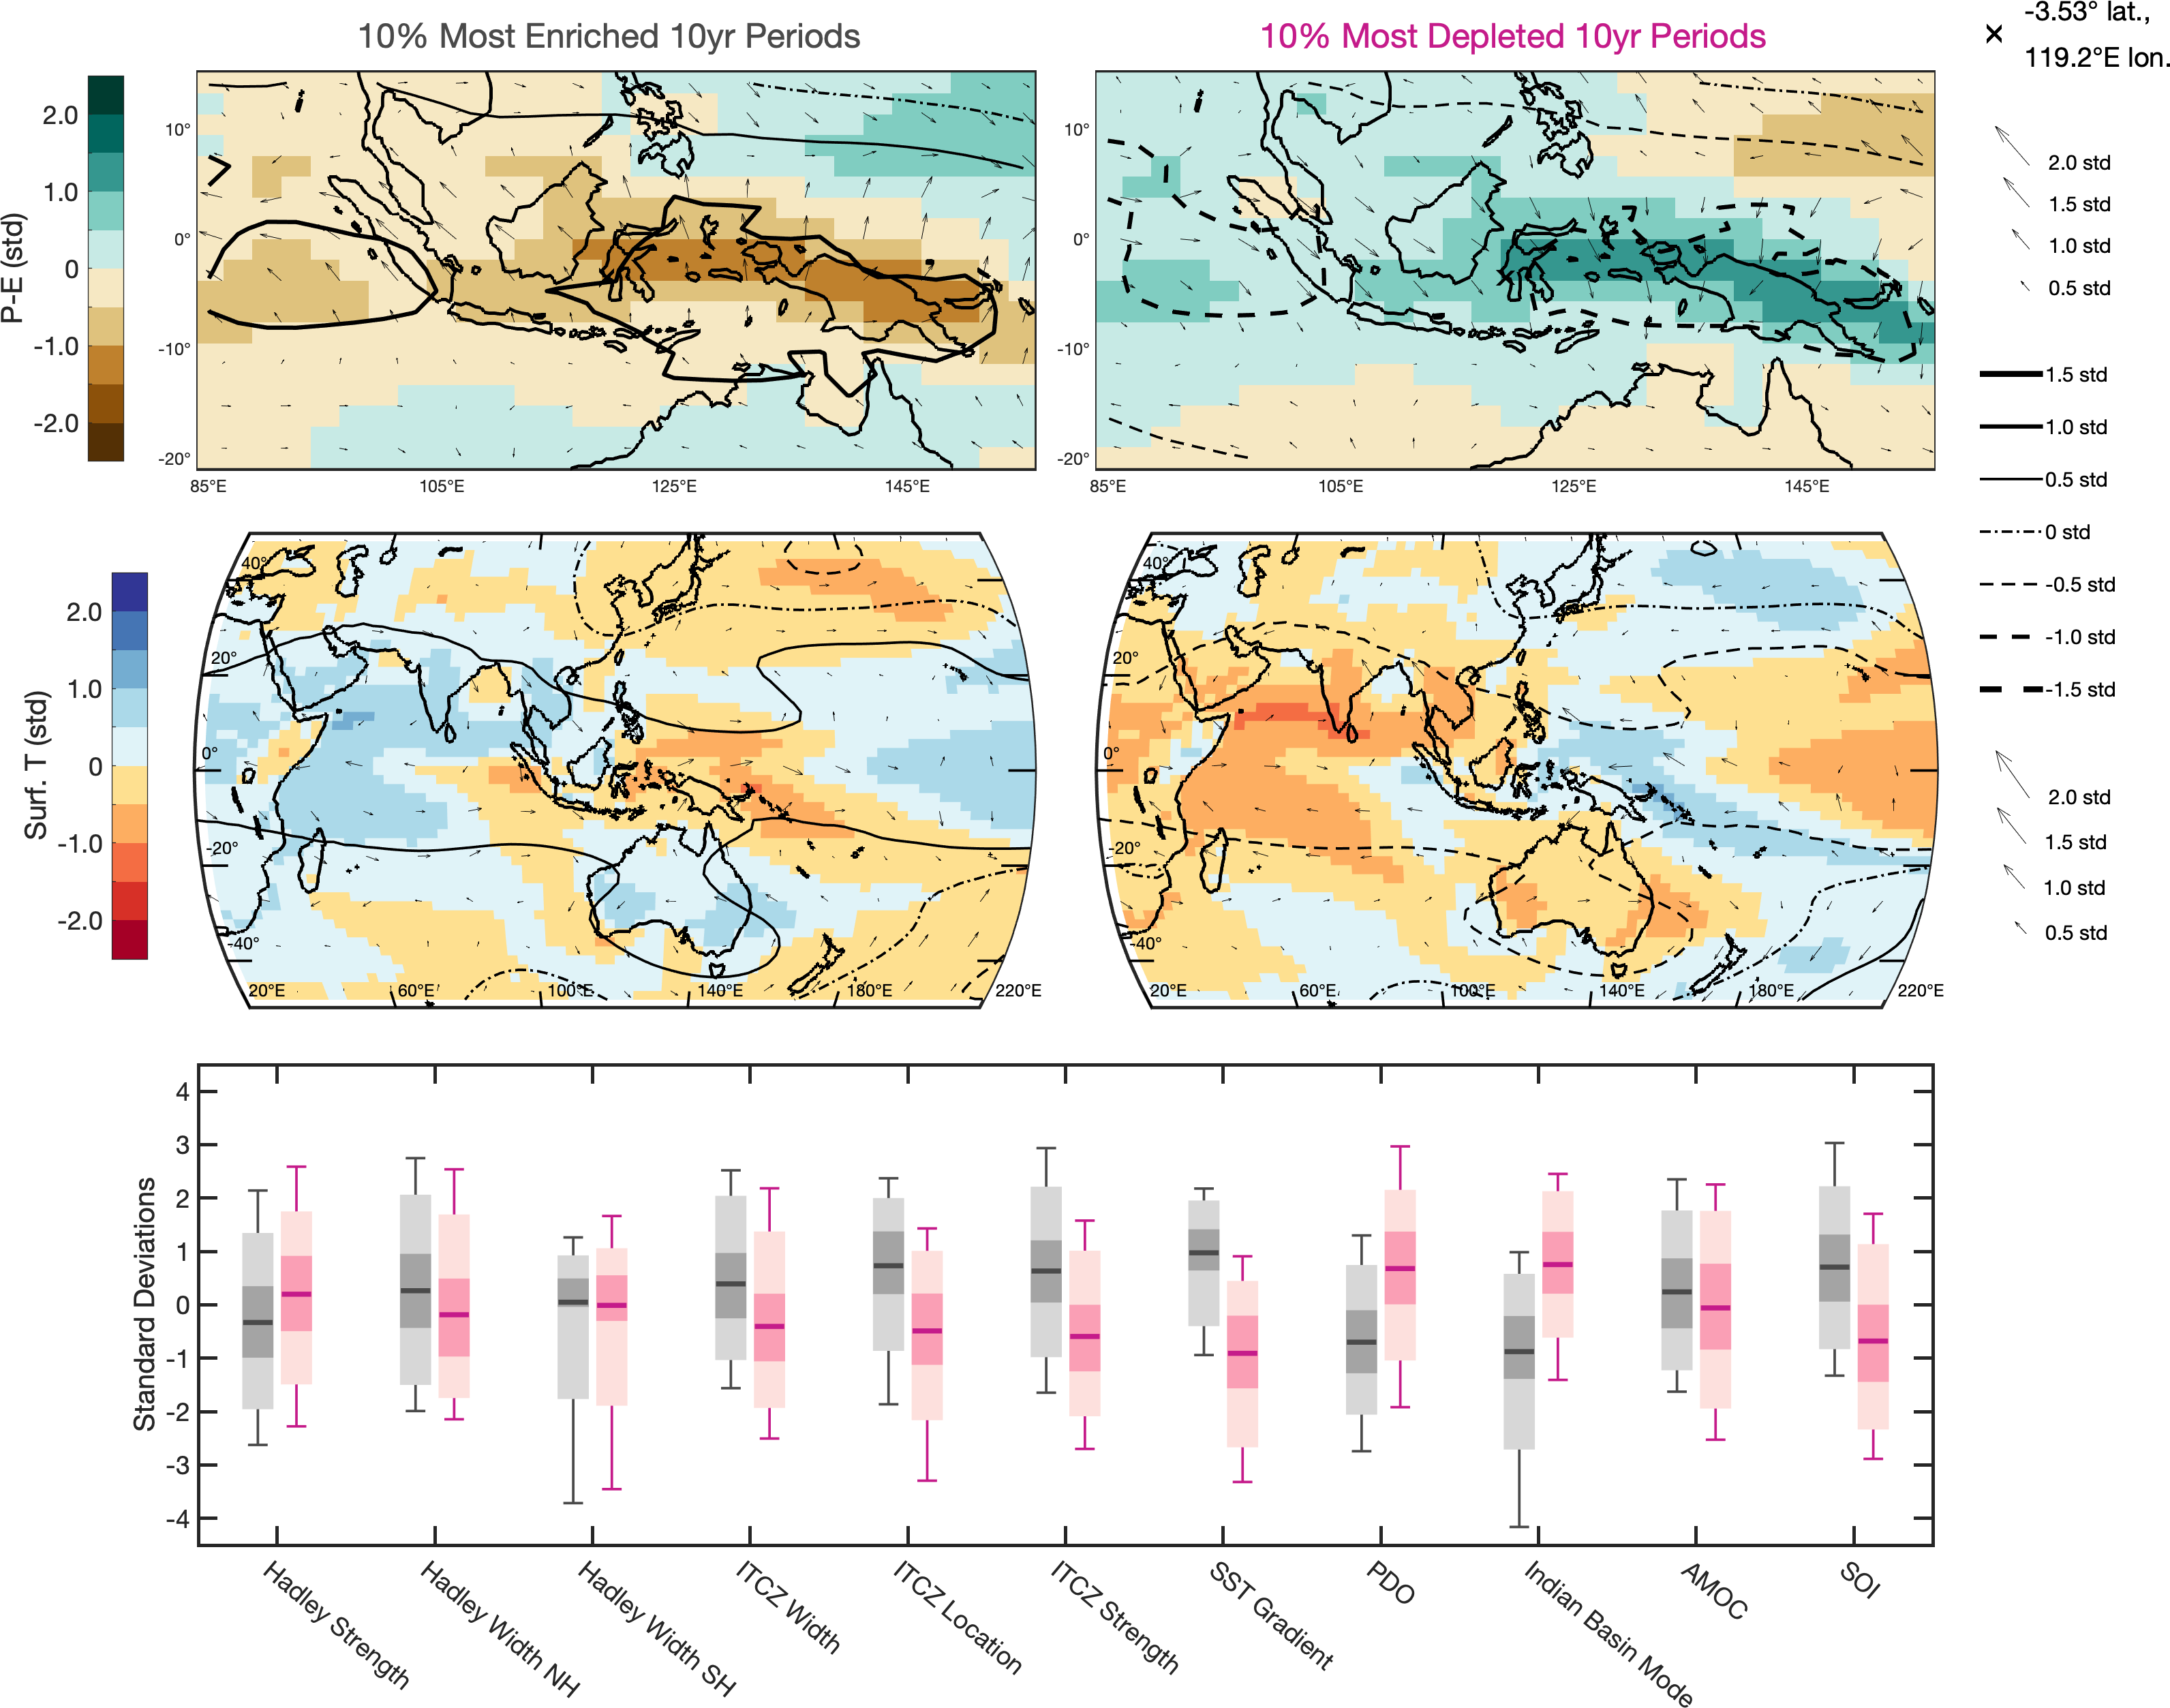 10% Most Enriched 10yr Periods
10% Most Depleted 10yr Periods
× -3.53° lat.,
119.2°E lon.
P-E (std)
2.0
1.0
0
-1.0
-2.0
10°
0°
-10°
-20°
85°E 105°E 125°E 145°E
10°
0°
-10°
-20°
85°E 105°E 125°E 145°E
2.0 std
1.5 std
1.0 std
0.5 std
1.5 std
1.0 std
0.5 std
0 std
-0.5 std
-1.0 std
-1.5 std
Surf. T (std)
2.0
1.0
0
-1.0
-2.0
40°
20°
0°
-20°
-40°
20°E 60°E 100°E 140°E 180°E 220°E
40°
20°
0°
-20°
-40°
20°E 60°E 100°E 140°E 180°E 220°E
2.0 std
1.5 std
1.0 std
0.5 std
Standard Deviations
4
3
2
1
0
-1
-2
-3
-4
Hadley Strength
Hadley Width NH
Hadley Width SH
ITCZ Width
ITCZ Location
ITCZ Strength
SST Gradient
PDO
Indian Basin Mode
AMOC
SOI